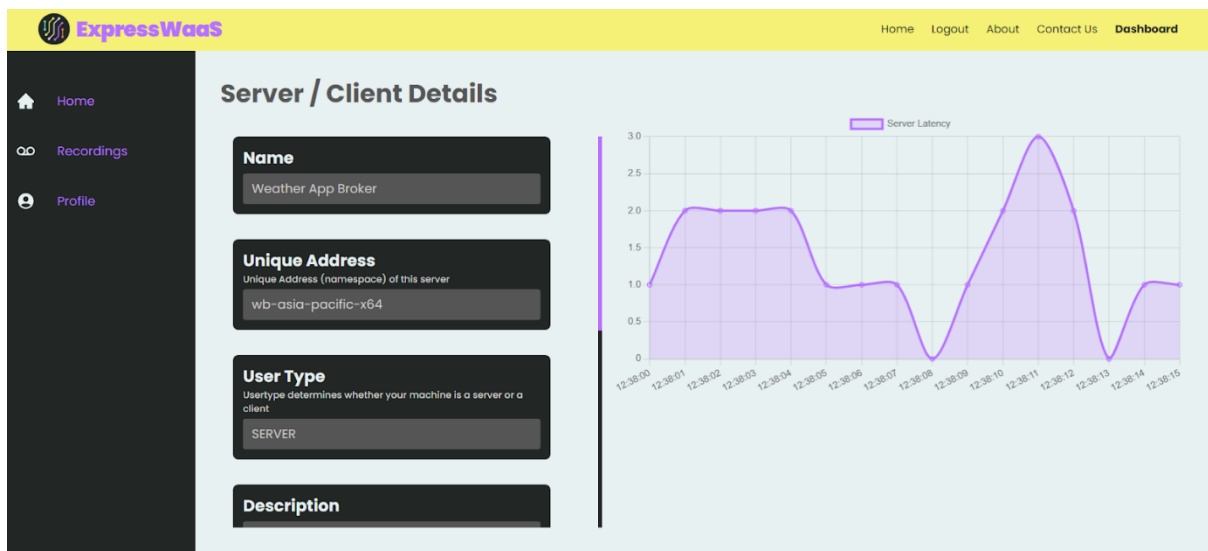 ExpressWaaS
Home Logout About Contact Us Dashboard
Home
Recordings
Profile
Server / Client Details
Name
Weather App Broker
Unique Address
Unique Address (namespace) of this server
wb-asia-pacific-x64
User Type
Usertype determines whether your machine is a server or a
client
SERVER
Description
Server Latency
3.0
2.5
2.0
1.5
1.0
0.5
0
12:38:00 12:38:01 12:38:02 12:38:03 12:38:04 12:38:05 12:38:06 12:38:07 12:38:08 12:38:09 12:38:10 12:38:11 12:38:12 12:38:13 12:38:14 12:38:15